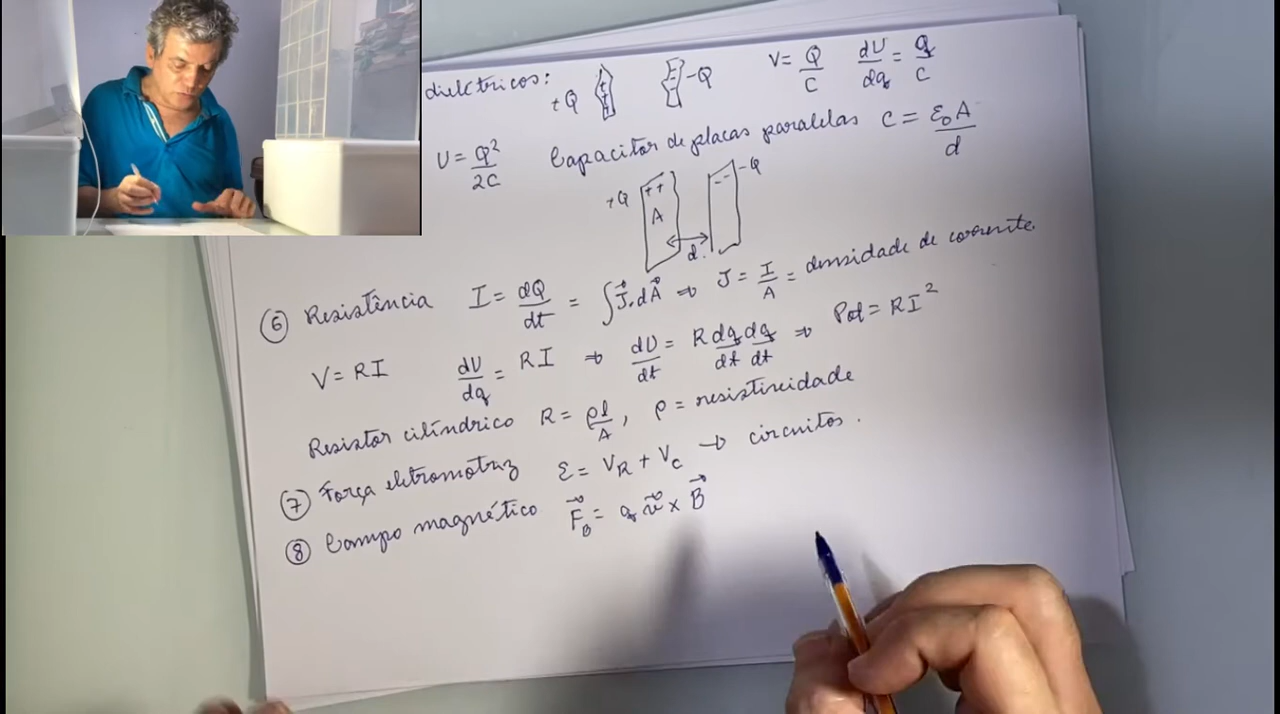 dielétricos: +Q + + + - - -Q V = Q/C dU/dq = q/C
U = Q²/2C Capacitor de placas paralelas C = ε₀A/d
+Q + + A d - - -Q
⑥ Resistência I = dQ/dt = ∫J⃗.dA⃗ ⇒ J = I/A = densidade de corrente.
V = RI dU/dq = RI ⇒ dU/dt = R dq/dt dq/dt ⇒ Pot = RI²
Resistor cilíndrico R = ρl/A, ρ = resistividade
⑦ Força eletromotriz ε = V_R + V_C → circuitos.
⑧ Campo magnético F⃗_B = q v⃗ × B⃗